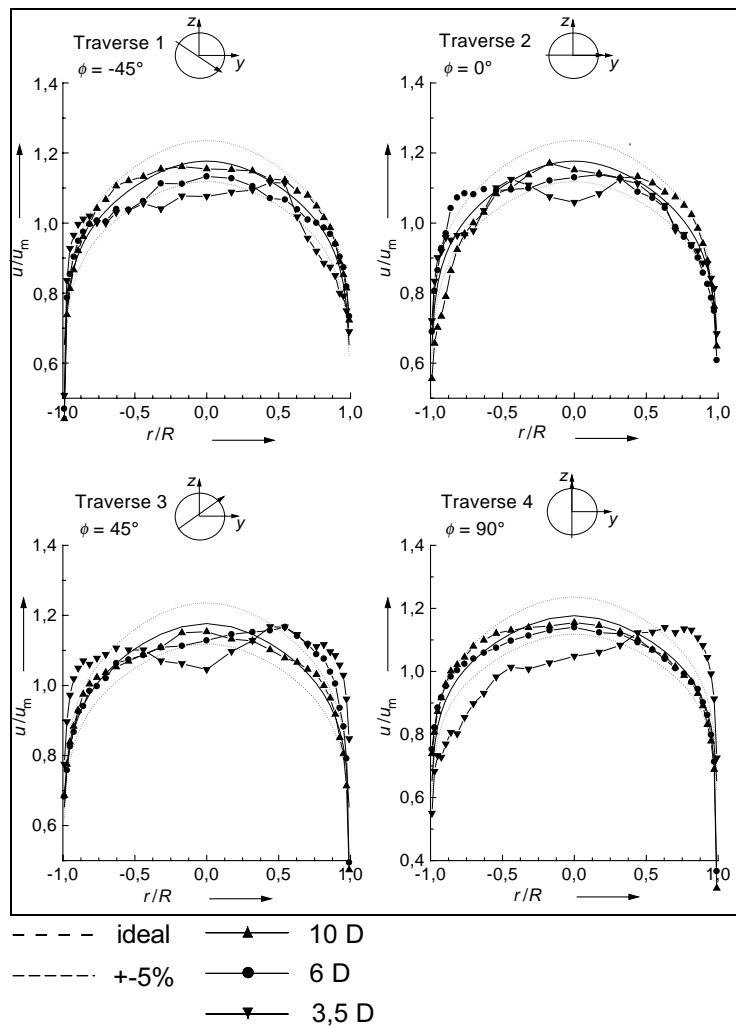 Traverse 1
ϕ = -45°
z
y
1,4
1,2
1,0
0,8
0,6
u/uₘ
-1,0 -0,5 0,0 0,5 1,0
r/R
Traverse 2
ϕ = 0°
z
y
1,4
1,2
1,0
0,8
0,6
u/uₘ
-1,0 -0,5 0,0 0,5 1,0
r/R
Traverse 3
ϕ = 45°
z
y
1,4
1,2
1,0
0,8
0,6
u/uₘ
-1,0 -0,5 0,0 0,5 1,0
r/R
Traverse 4
ϕ = 90°
z
y
1,4
1,2
1,0
0,8
0,6
0,4
u/uₘ
-1,0 -0,5 0,0 0,5 1,0
r/R
ideal
+-5%
10 D
6 D
3,5 D